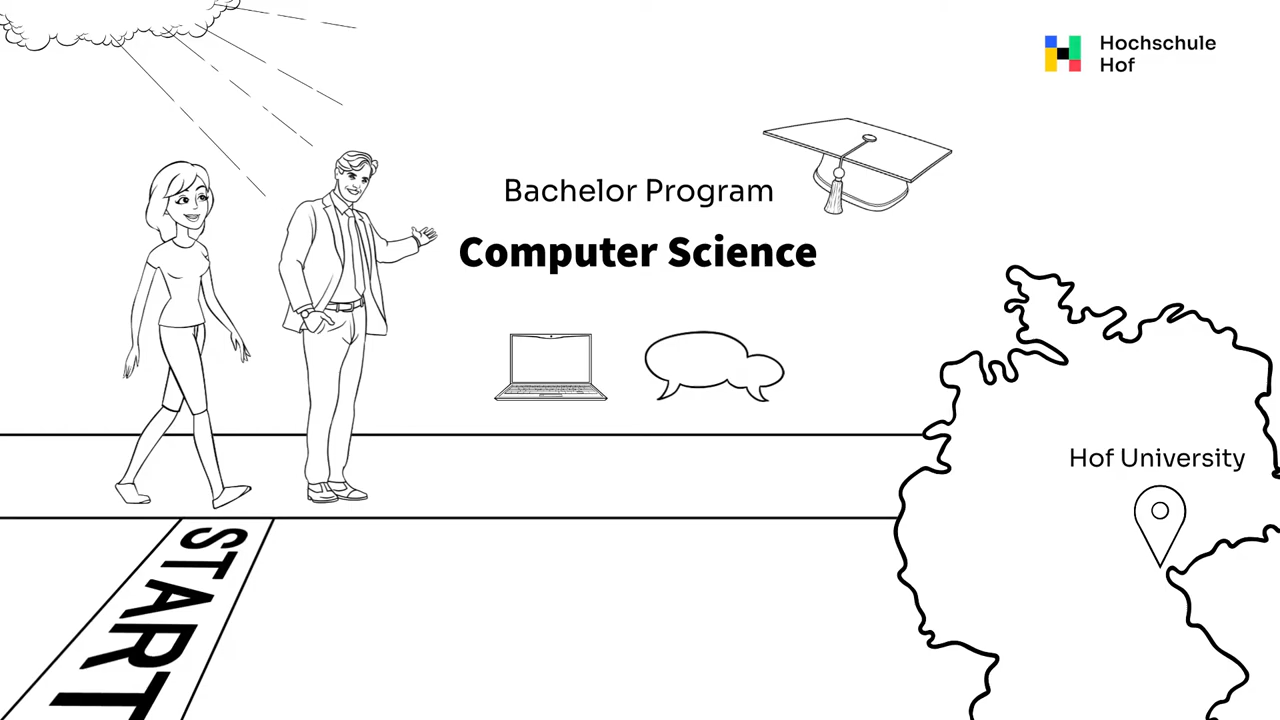 Hochschule
Hof
Bachelor Program
Computer Science
Hof University
START